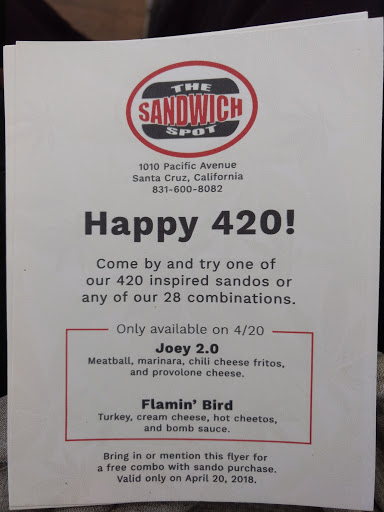 THE
SANDWICH
SPOT
1010 Pacific Avenue
Santa Cruz, California
831-600-8082
Happy 420!
Come by and try one of
our 420 inspired sandos or
any of our 28 combinations.
Only available on 4/20
Joey 2.0
Meatball, marinara, chili cheese fritos,
and provolone cheese.
Flamin' Bird
Turkey, cream cheese, hot cheetos,
and bomb sauce.
Bring in or mention this flyer for
a free combo with sando purchase.
Valid only on April 20, 2018.